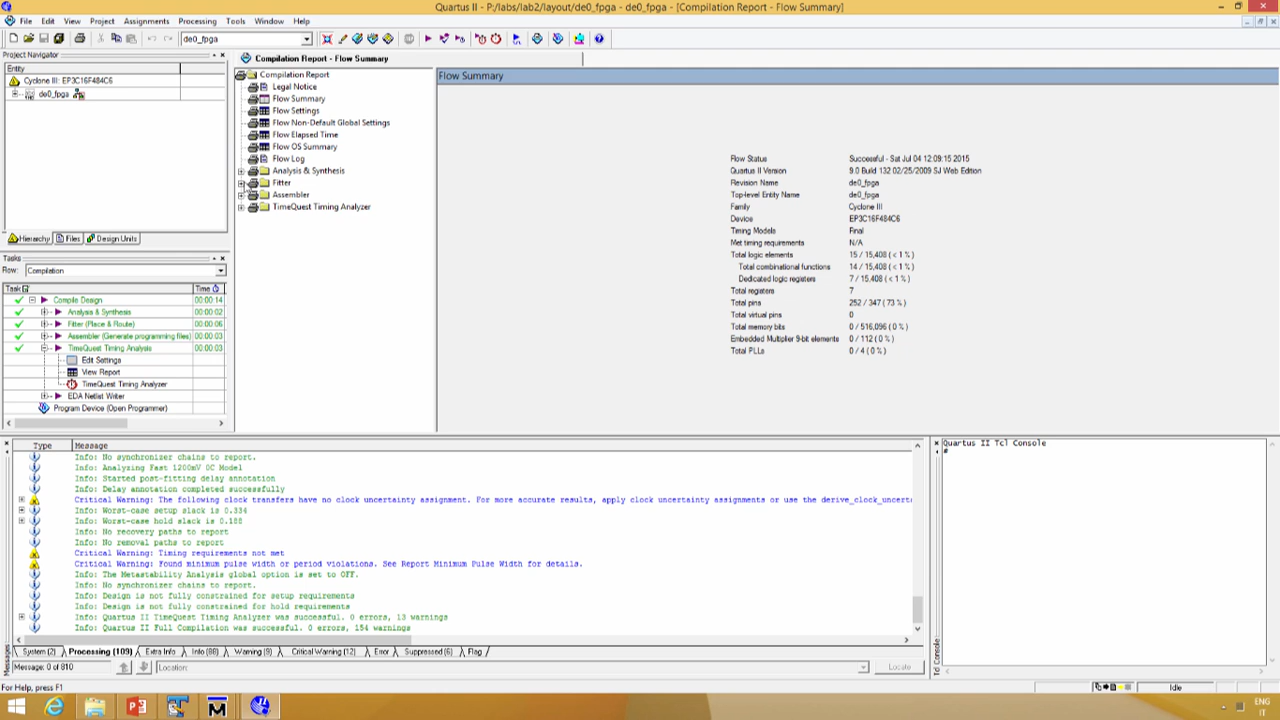 Quartus II - P:/labs/lab2/layout/de0_fpga - de0_fpga - [Compilation Report - Flow Summary]
File Edit View Project Assignments Processing Tools Window Help
de0_fpga
Project Navigator
Entity
Cyclone III: EP3C16F484C6
de0_fpga
Hierarchy Files Design Units
Tasks
Flow: Compilation
Task Time
Compile Design 00:00:14
Analysis & Synthesis 00:00:02
Fitter (Place & Route) 00:00:06
Assembler (Generate programming files) 00:00:03
TimeQuest Timing Analysis 00:00:03
Edit Settings
View Report
TimeQuest Timing Analyzer
EDA Netlist Writer
Program Device (Open Programmer)
Compilation Report - Flow Summary
Compilation Report
Legal Notice
Flow Summary
Flow Settings
Flow Non-Default Global Settings
Flow Elapsed Time
Flow OS Summary
Flow Log
Analysis & Synthesis
Fitter
Assembler
TimeQuest Timing Analyzer
Flow Summary
Flow Status Successful - Sat Jul 04 12:09:15 2015
Quartus II Version 9.0 Build 132 02/25/2009 SJ Web Edition
Revision Name de0_fpga
Top-level Entity Name de0_fpga
Family Cyclone III
Device EP3C16F484C6
Timing Models Final
Met timing requirements N/A
Total logic elements 15 / 15,408 ( < 1 % )
Total combinational functions 14 / 15,408 ( < 1 % )
Dedicated logic registers 7 / 15,408 ( < 1 % )
Total registers 7
Total pins 252 / 347 ( 73 % )
Total virtual pins 0
Total memory bits 0 / 516,096 ( 0 % )
Embedded Multiplier 9-bit elements 0 / 112 ( 0 % )
Total PLLs 0 / 4 ( 0 % )
Type Message
Info: No synchronizer chains to report.
Info: Analyzing Fast 1200mV 0C Model
Info: Started post-fitting delay annotation
Info: Delay annotation completed successfully
Critical Warning: The following clock transfers have no clock uncertainty assignment. For more accurate results, apply clock uncertainty assignments or use the derive_clock_uncert
Info: Worst-case setup slack is 0.334
Info: Worst-case hold slack is 0.188
Info: No recovery paths to report
Info: No removal paths to report
Critical Warning: Timing requirements not met
Critical Warning: Found minimum pulse width or period violations. See Report Minimum Pulse Width for details.
Info: The Metastability Analysis global option is set to OFF.
Info: No synchronizer chains to report.
Info: Design is not fully constrained for setup requirements
Info: Design is not fully constrained for hold requirements
Info: Quartus II TimeQuest Timing Analyzer was successful. 0 errors, 13 warnings
Info: Quartus II Full Compilation was successful. 0 errors, 154 warnings
System (2) Processing (109) Extra Info Info (88) Warning (9) Critical Warning (12) Error Suppressed (6) Flag
Message: 0 of 810 Location: Locate
Messages
Quartus II Tcl Console
Tcl Console
For Help, press F1
Idle
ENG
IT